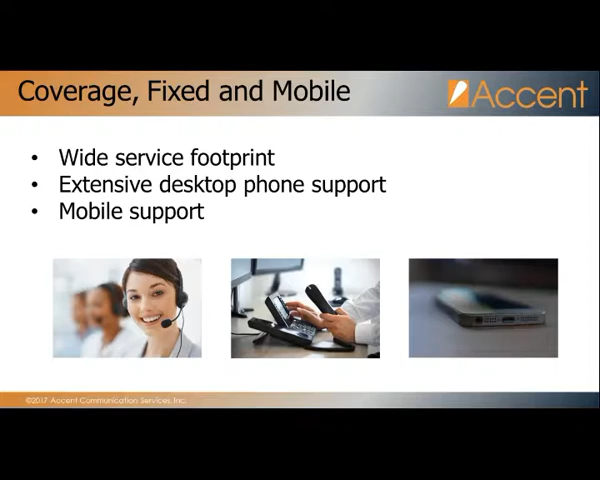 Coverage, Fixed and Mobile
Accent
• Wide service footprint
• Extensive desktop phone support
• Mobile support
©2017 Accent Communication Services, Inc.